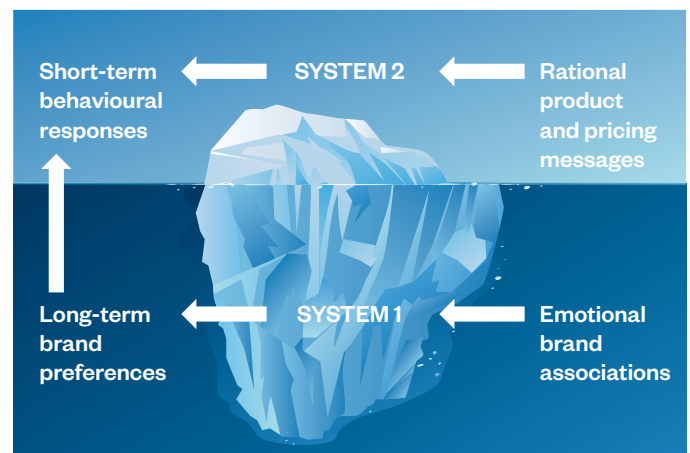 Short-term
behavioural
responses
SYSTEM 2
Rational
product
and pricing
messages
Long-term
brand
preferences
SYSTEM 1
Emotional
brand
associations